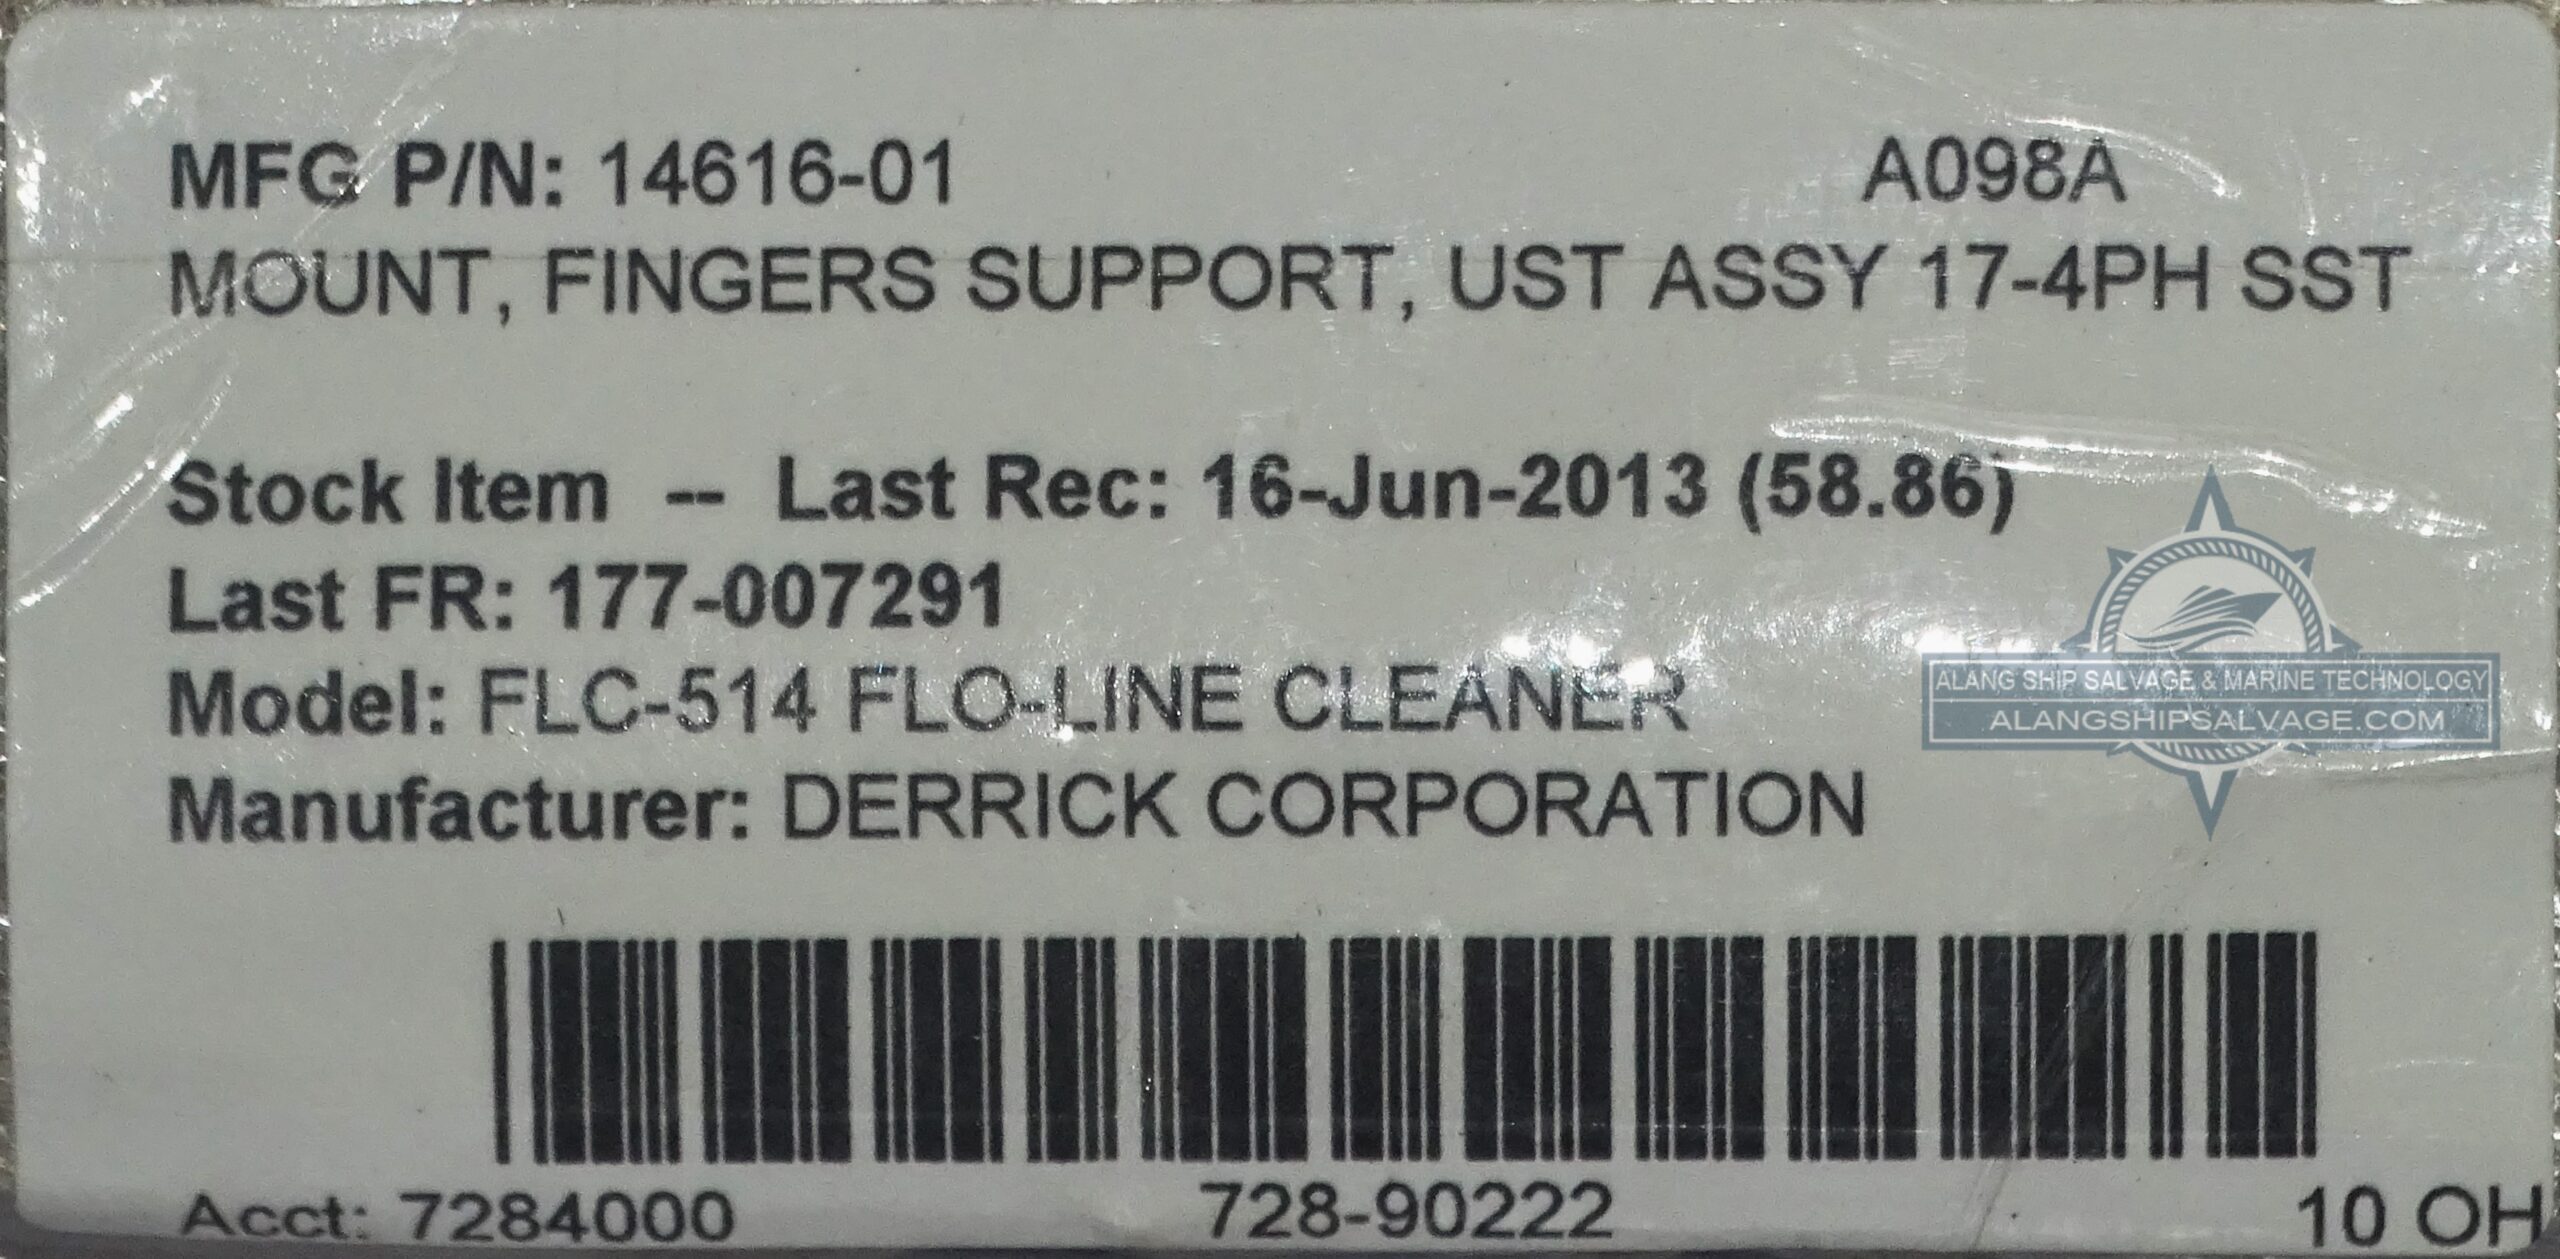 MFG P/N: 14616-01 A098A
MOUNT, FINGERS SUPPORT, UST ASSY 17-4PH SST
Stock Item -- Last Rec: 16-Jun-2013 (58.86)
Last FR: 177-007291
Model: FLC-514 FLO-LINE CLEANER
ALANG SHIP SALVAGE & MARINE TECHNOLOGY
ALANGSHIPSALVAGE.COM
Manufacturer: DERRICK CORPORATION
Acct: 7284000 728-90222 10 OH